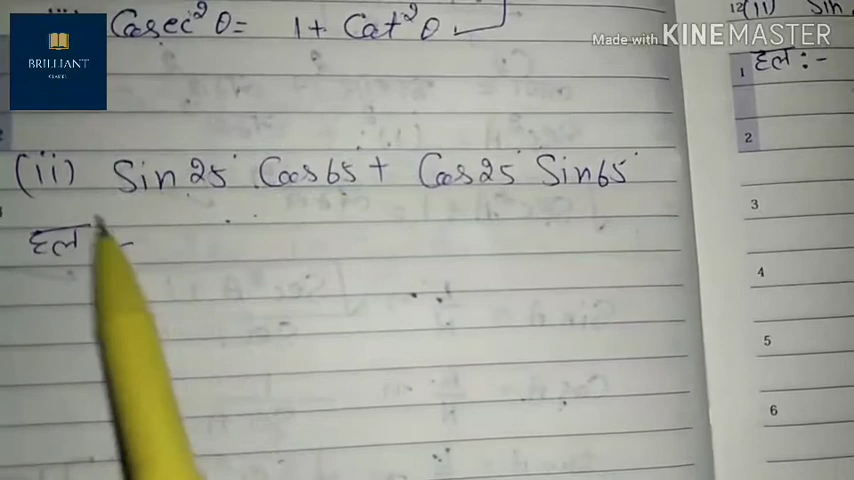 Cosec²θ = 1 + Cot²θ
BRILLIANT
Made with KINEMASTER
(ii) Sin25° Cos65 + Cos25° Sin65°
हल :-
12(ii) Sin
हल :-
1
2
3
4
5
6